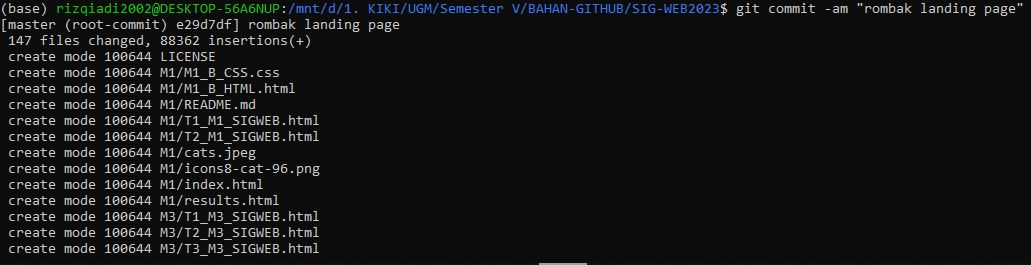 (base) rizqiadi2002@DESKTOP-56A6NUP:/mnt/d/1. KIKI/UGM/Semester V/BAHAN-GITHUB/SIG-WEB2023$ git commit -am "rombak landing page"
[master (root-commit) e29d7df] rombak landing page
 147 files changed, 88362 insertions(+)
 create mode 100644 LICENSE
 create mode 100644 M1/M1_B_CSS.css
 create mode 100644 M1/M1_B_HTML.html
 create mode 100644 M1/README.md
 create mode 100644 M1/T1_M1_SIGWEB.html
 create mode 100644 M1/T2_M1_SIGWEB.html
 create mode 100644 M1/cats.jpeg
 create mode 100644 M1/icons8-cat-96.png
 create mode 100644 M1/index.html
 create mode 100644 M1/results.html
 create mode 100644 M3/T1_M3_SIGWEB.html
 create mode 100644 M3/T2_M3_SIGWEB.html
 create mode 100644 M3/T3_M3_SIGWEB.html